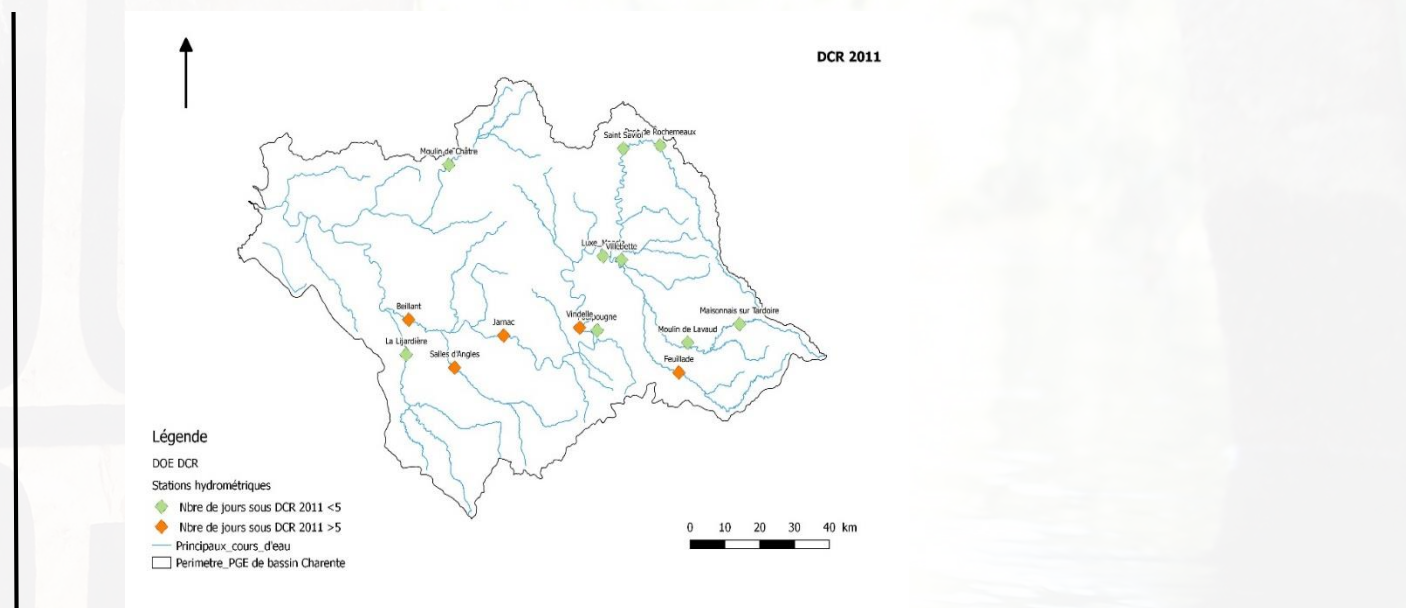 DCR 2011
Saint Saviol
de Rochemeaux
Moulin de Châtre
Luxe
Villebette
Beillant
Jarnac
Vindelle
Maisonnais sur Tardoire
Moulin de Lavaud
La Lijardière
Salles d'Angles
Feuillade
Légende
DOE DCR
Stations hydrométriques
Nbre de jours sous DCR 2011 <5
Nbre de jours sous DCR 2011 >5
Principaux_cours_d'eau
Perimetre_PGE de bassin Charente
0 10 20 30 40 km